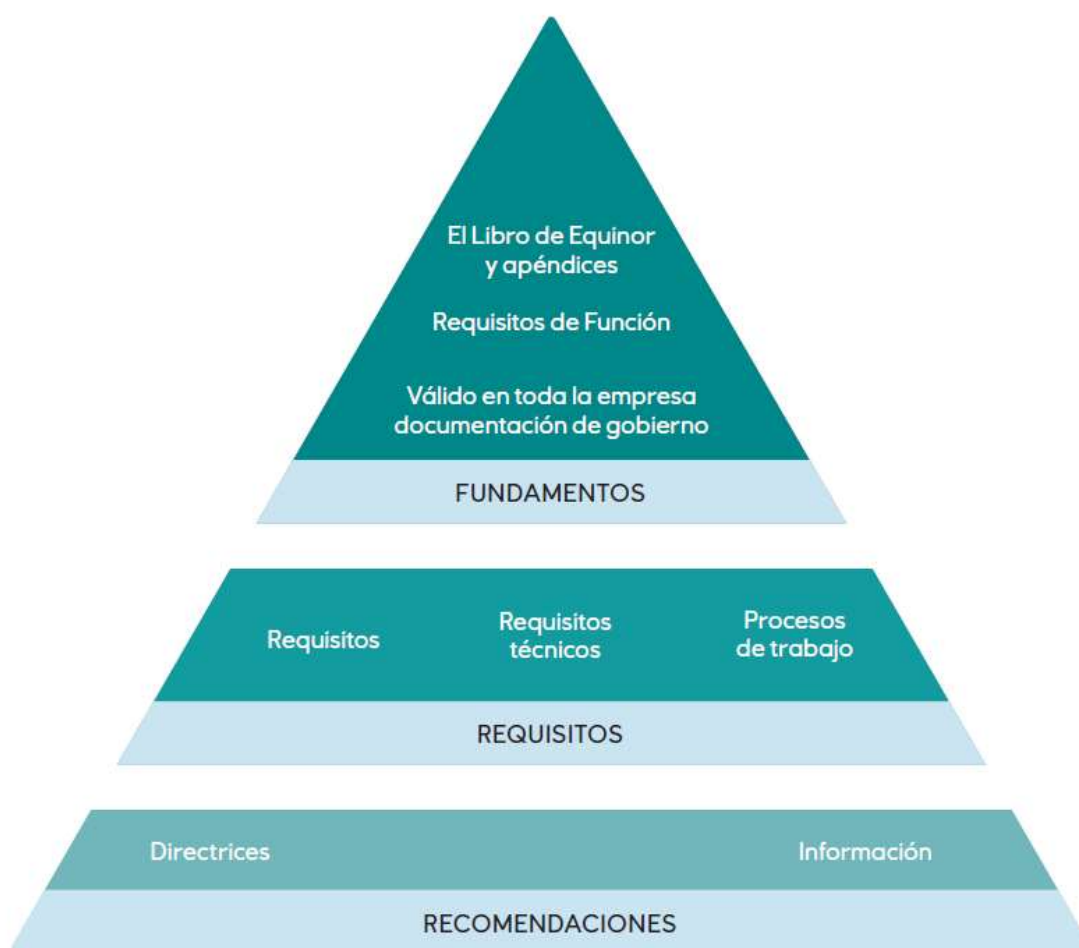 El Libro de Equinor
y apéndices
Requisitos de Función
Válido en toda la empresa
documentación de gobierno
FUNDAMENTOS
Requisitos
Requisitos
técnicos
Procesos
de trabajo
REQUISITOS
Directrices
Información
RECOMENDACIONES